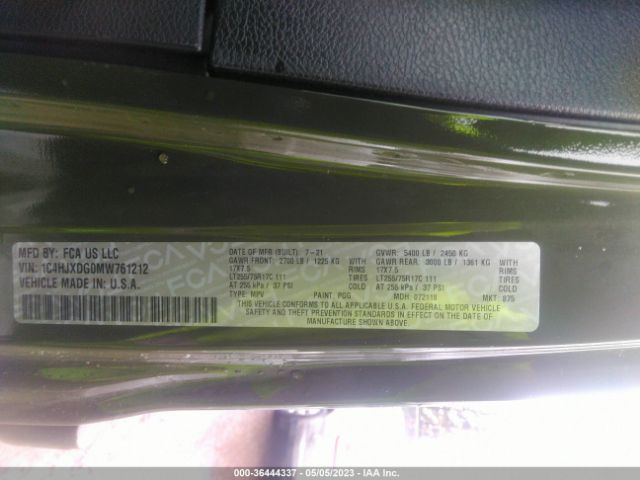 MFD BY: FCA US LLC
VIN: 1C4HJXDG0MW761212
VEHICLE MADE IN U.S.A.
DATE OF MFR (BUILT): 7-21
GAWR FRONT: 2700 LB / 1225 KG WITH
17X7.5 RIMS
LT255/75R17C 111 TIRES
AT 255 kPa / 37 PSI COLD
GVWR: 5400 LB / 2450 KG
GAWR REAR: 3000 LB / 1361 KG WITH
17X7.5 RIMS
LT255/75R17C 111 TIRES
AT 255 kPa / 37 PSI COLD
TYPE: MPV PAINT: PGG MDH: 072118 MKT: 875
THIS VEHICLE CONFORMS TO ALL APPLICABLE U.S.A. FEDERAL MOTOR VEHICLE
SAFETY AND THEFT PREVENTION STANDARDS IN EFFECT ON THE DATE OF
MANUFACTURE SHOWN ABOVE.
000-36444337 - 05/05/2023 - IAA Inc.